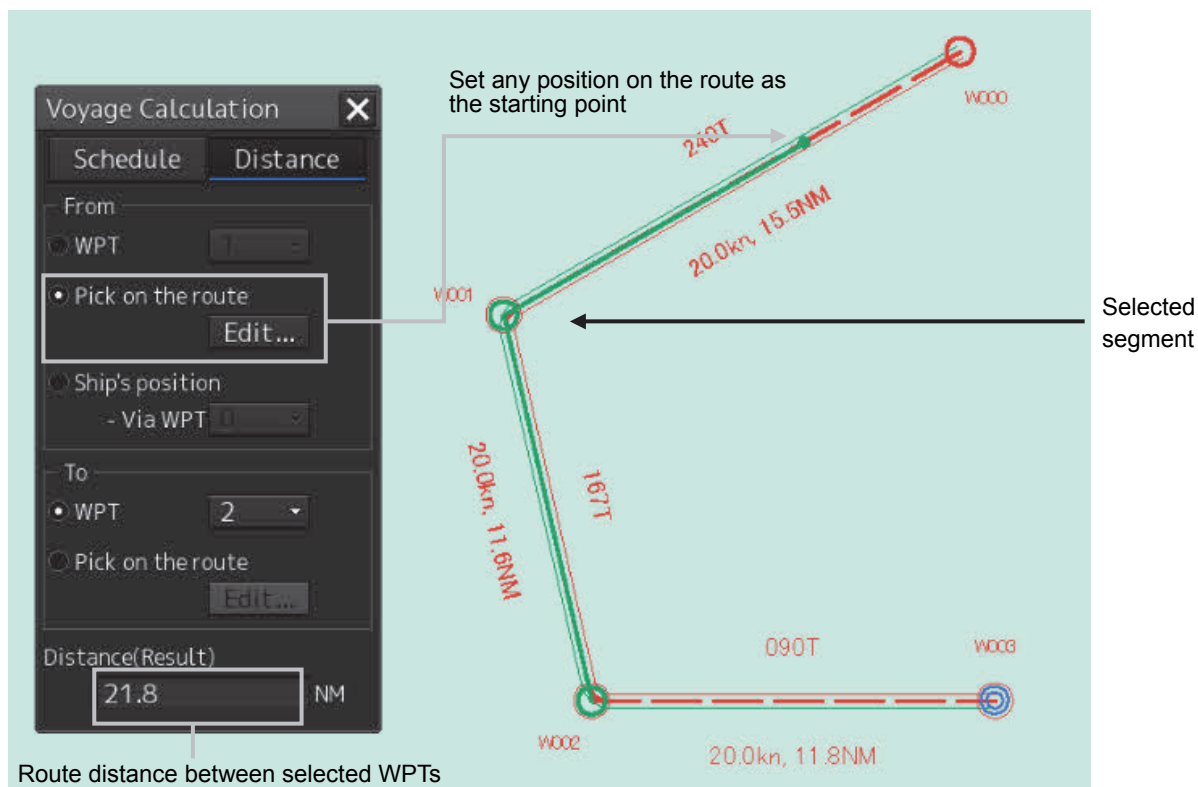 Voyage Calculation
Schedule Distance
From
WPT 1
Pick on the route
Edit...
Ship's position
- Via WPT 0
To
WPT 2
Pick on the route
Edit...
Distance(Result)
21.8 NM
Route distance between selected WPTs
Set any position on the route as
the starting point
W000
240T
20.0kn, 15.5NM
W001
Selected
segment
20.0kn, 11.6NM
167T
090T
W003
W002
20.0kn, 11.8NM